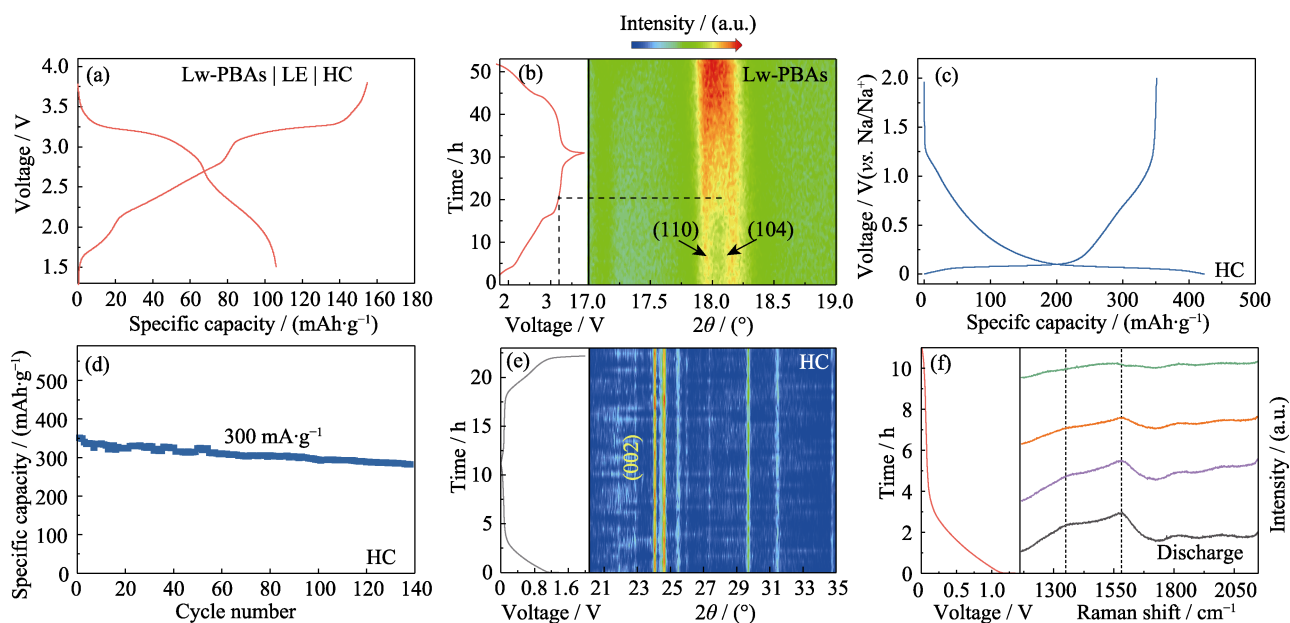 Intensity / (a.u.)
(a)
Lw-PBAs | LE | HC
4.0
3.5
3.0
2.5
2.0
1.5
Voltage / V
0 20 40 60 80 100 120 140 160 180
Specific capacity / (mAh·g⁻¹)
(b)
Lw-PBAs
50
40
30
20
10
0
Time / h
(110)
(104)
2 3
17.0 17.5 18.0 18.5 19.0
Voltage / V
2θ / (°)
(c)
2.0
1.5
1.0
0.5
0
Voltage / V(vs. Na/Na⁺)
HC
0 100 200 300 400 500
Specifc capacity / (mAh·g⁻¹)
(d)
500
400
300
200
100
0
Specific capacity / (mAh·g⁻¹)
300 mA·g⁻¹
HC
0 20 40 60 80 100 120 140
Cycle number
(e)
HC
20
15
10
5
0
Time / h
(002)
0 0.8 1.6
21 23 25 27 29 31 33 35
Voltage / V
2θ / (°)
(f)
10
8
6
4
2
0
Time / h
Discharge
Intensity / (a.u.)
0.5 1.0
1300 1550 1800 2050
Voltage / V
Raman shift / cm⁻¹